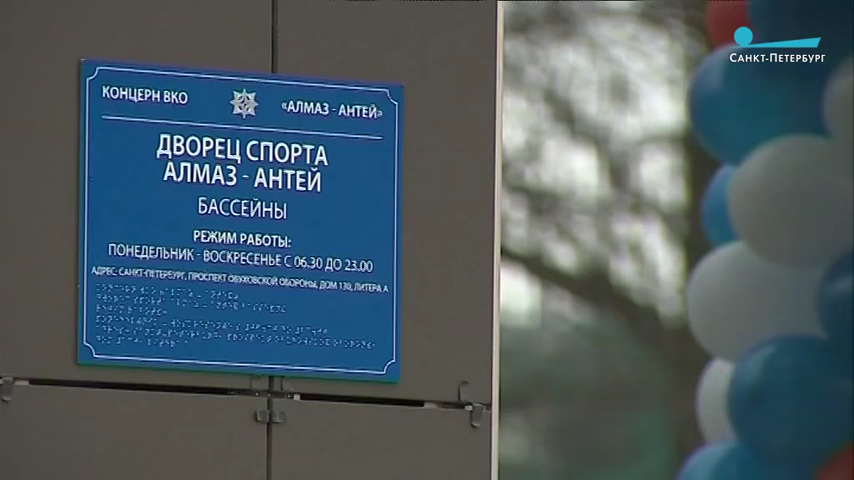 САНКТ-ПЕТЕРБУРГ
КОНЦЕРН ВКО «АЛМАЗ - АНТЕЙ»
ДВОРЕЦ СПОРТА
АЛМАЗ - АНТЕЙ
БАССЕЙНЫ
РЕЖИМ РАБОТЫ:
ПОНЕДЕЛЬНИК - ВОСКРЕСЕНЬЕ С 06.30 ДО 23.00
АДРЕС: САНКТ-ПЕТЕРБУРГ, ПРОСПЕКТ ОБУХОВСКОЙ ОБОРОНЫ, ДОМ 130, ЛИТЕРА А